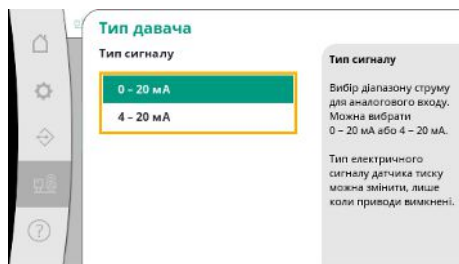 Тип давача
Тип сигналу
0 – 20 мА
4 – 20 мА
Тип сигналу
Вибір діапазону струму
для аналогового входу.
Можна вибрати
0 – 20 мА або 4 – 20 мА.
Тип електричного
сигналу датчика тиску
можна змінити, лише
коли приводи вимкнені.
?